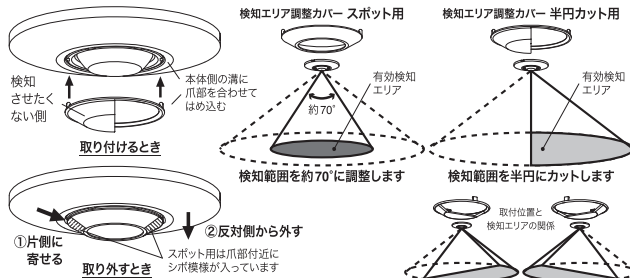 検知
させたく
ない側
本体側の溝に
爪部を合わせて
はめ込む
取り付けるとき
①片側に
寄せる
②反対側から外す
スポット用は爪部付近に
シボ模様が入っています
取り外すとき
検知エリア調整カバー スポット用
有効検知
エリア
約70°
検知範囲を約70°に調整します
検知エリア調整カバー 半円カット用
有効検知
エリア
検知範囲を半円にカットします
取付位置と
検知エリアの関係